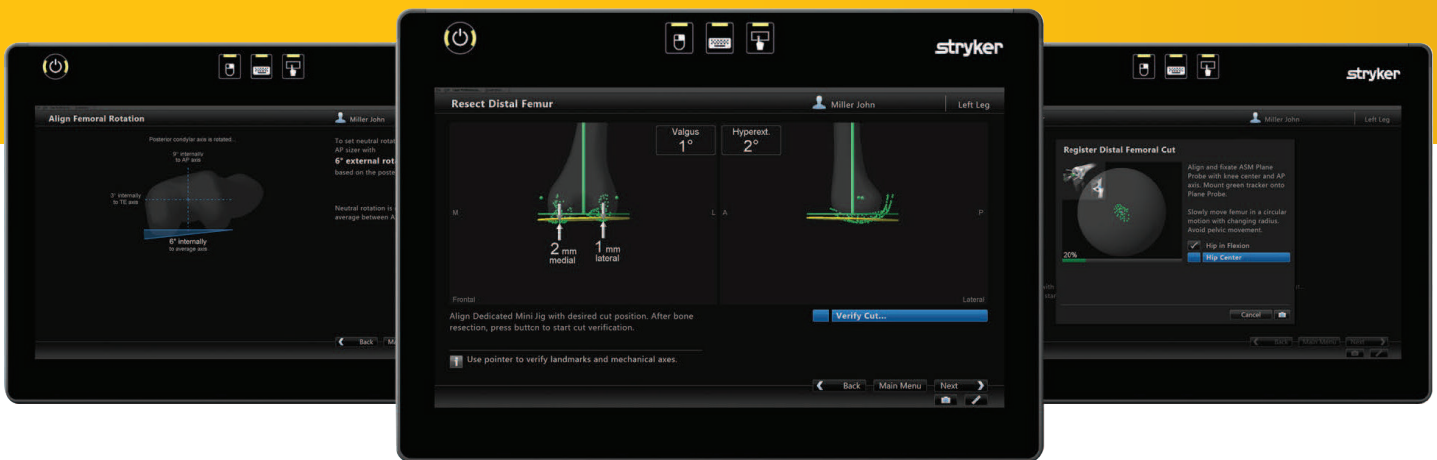 Align Femoral Rotation
Miller John
Posterior condylar axis is rotated...
9° internally
to AP axis
3° internally
to TE axis
6° internally
to average axis
To set neutral
AP sizer with
6° external
based on the
Neutral rotation is
average between
Back
stryker
Resect Distal Femur
Miller John
Left Leg
Valgus
1°
Hyperext.
2°
M
L
A
P
2 mm
medial
1 mm
lateral
Frontal
Lateral
Align Dedicated Mini Jig with desired cut position. After bone
resection, press button to start cut verification.
Verify Cut...
Use pointer to verify landmarks and mechanical axes.
Back
Main Menu
Next
stryker
Miller John
Left Leg
Register Distal Femoral Cut
Align and fixate ASM Plane
Probe with knee center and AP
axis. Mount green tracker onto
Plane Probe.
Slowly move femur in a circular
motion with changing radius.
Avoid pelvic movement.
20%
Hip in Flexion
Hip Center
Cancel
Back
Main Menu
Next